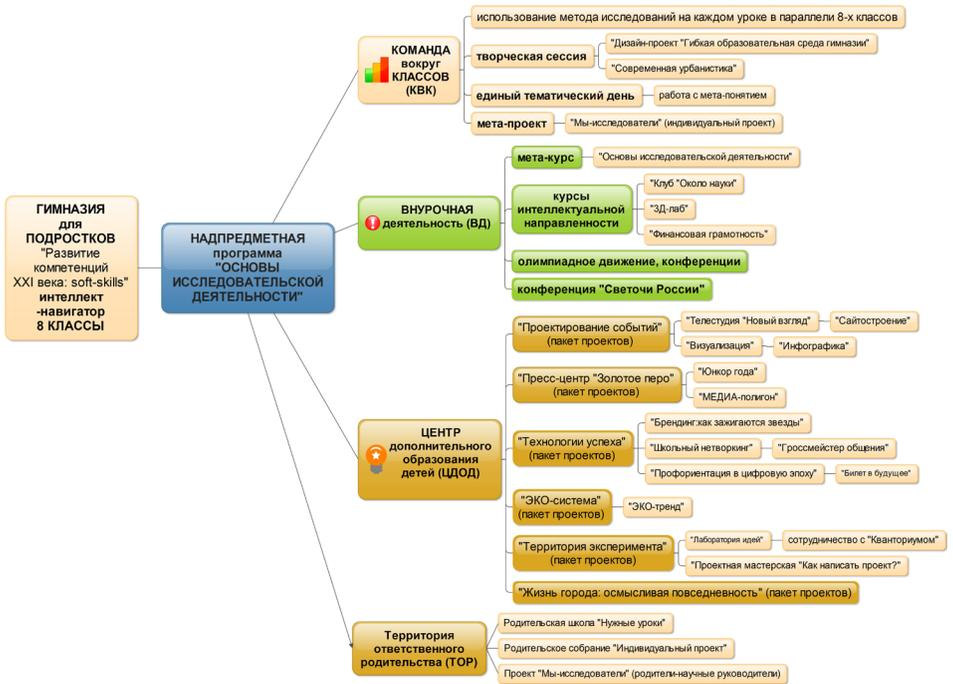 ГИМНАЗИЯ
для
ПОДРОСТКОВ
"Развитие
компетенций
XXI века: soft-skills"
интеллект
-навигатор
8 КЛАССЫ
НАДПРЕДМЕТНАЯ
программа
"ОСНОВЫ
ИССЛЕДОВАТЕЛЬСКОЙ
ДЕЯТЕЛЬНОСТИ"
КОМАНДА
вокруг
КЛАССОВ
(КВК)
использование метода исследований на каждом уроке в параллели 8-х классов
творческая сессия
"Дизайн-проект "Гибкая образовательная среда гимназии"
"Современная урбанистика"
единый тематический день
работа с мета-понятием
мета-проект
"Мы-исследователи" (индивидуальный проект)
ВНУРОЧНАЯ
деятельность (ВД)
мета-курс
"Основы исследовательской деятельности"
курсы
интеллектуальной
направленности
"Клуб "Около науки"
"3Д-лаб"
"Финансовая грамотность"
олимпиадное движение, конференции
конференция "Светочи России"
ЦЕНТР
дополнительного
образования
детей (ЦДОД)
"Проектирование событий"
(пакет проектов)
"Телестудия "Новый взгляд"
"Сайтостроение"
"Визуализация"
"Инфографика"
"Пресс-центр "Золотое перо"
(пакет проектов)
"Юнкор года"
"МЕДИА-полигон"
"Технологии успеха"
(пакет проектов)
"Брендинг:как зажигаются звезды"
"Школьный нетворкинг"
"Гроссмейстер общения"
"Профориентация в цифровую эпоху"
"Билет в будущее"
"ЭКО-система"
(пакет проектов)
"ЭКО-тренд"
"Территория эксперимента"
(пакет проектов)
"Лаборатория идей"
сотрудничество с "Кванториумом"
"Проектная мастерская "Как написать проект?"
"Жизнь города: осмысливая повседневность" (пакет проектов)
Территория
ответственного
родительства (ТОР)
Родительская школа "Нужные уроки"
Родительское собрание "Индивидуальный проект"
Проект "Мы-исследователи" (родители-научные руководители)